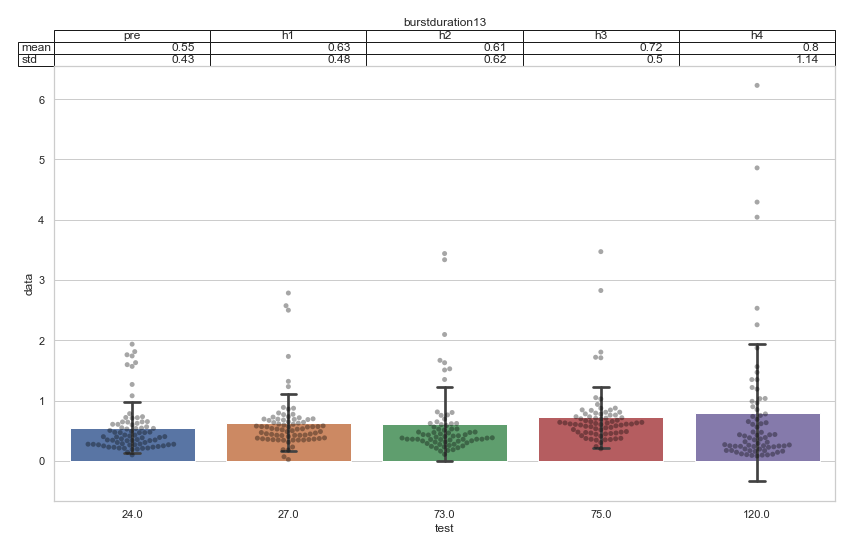 burstduration13
pre h1 h2 h3 h4
mean 0.55 0.63 0.61 0.72 0.8
std 0.43 0.48 0.62 0.5 1.14
6
5
4
3
2
1
0
data
24.0 27.0 73.0 75.0 120.0
test